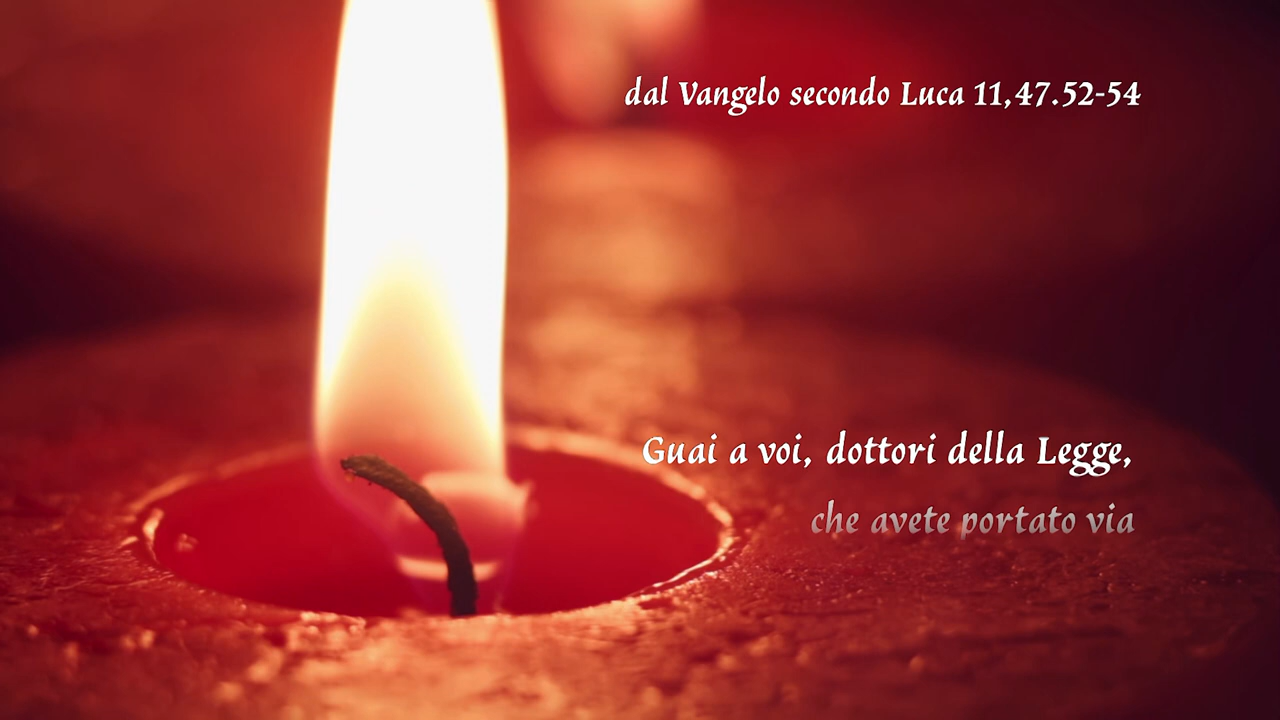 dal Vangelo secondo Luca 11,47.52-54
Guai a voi, dottori della Legge,
che avete portato via